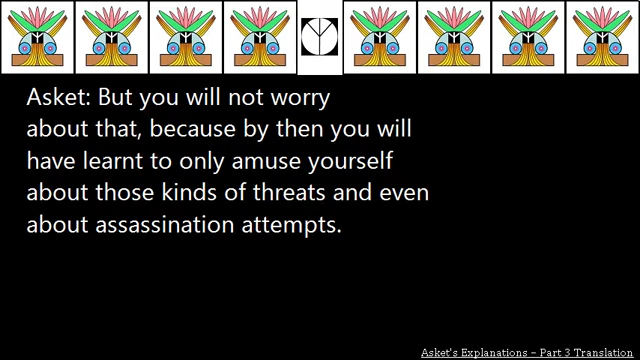 Asket: But you will not worry
about that, because by then you will
have learnt to only amuse yourself
about those kinds of threats and even
about assassination attempts.
Asket's Explanations – Part 3 Translation